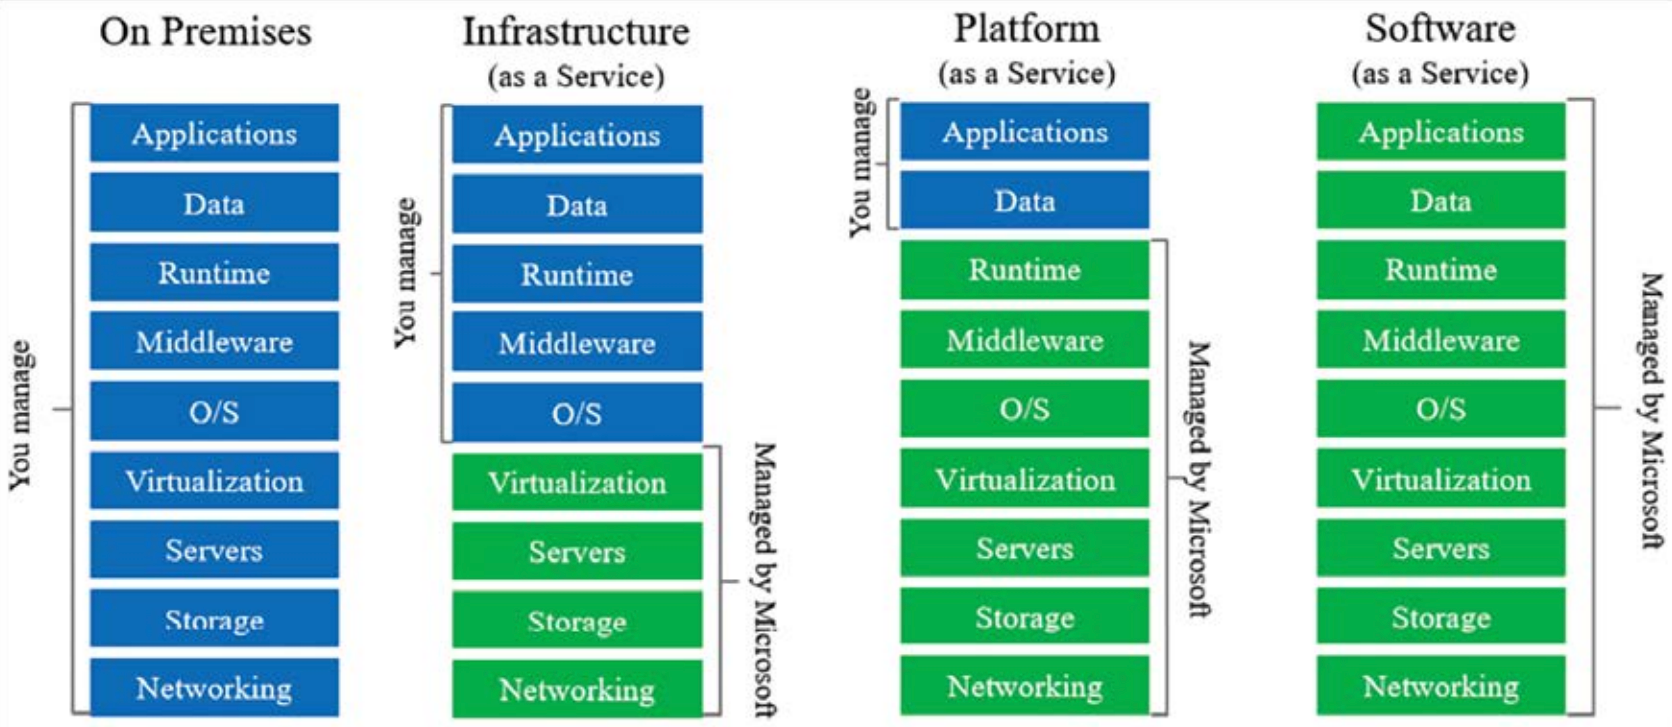 On Premises
You manage
Applications
Data
Runtime
Middleware
O/S
Virtualization
Servers
Storage
Networking
Infrastructure
(as a Service)
You manage
Applications
Data
Runtime
Middleware
O/S
Virtualization
Servers
Storage
Networking
Managed by Microsoft
Platform
(as a Service)
You manage
Applications
Data
Runtime
Middleware
O/S
Virtualization
Servers
Storage
Networking
Managed by Microsoft
Software
(as a Service)
Applications
Data
Runtime
Middleware
O/S
Virtualization
Servers
Storage
Networking
Managed by Microsoft